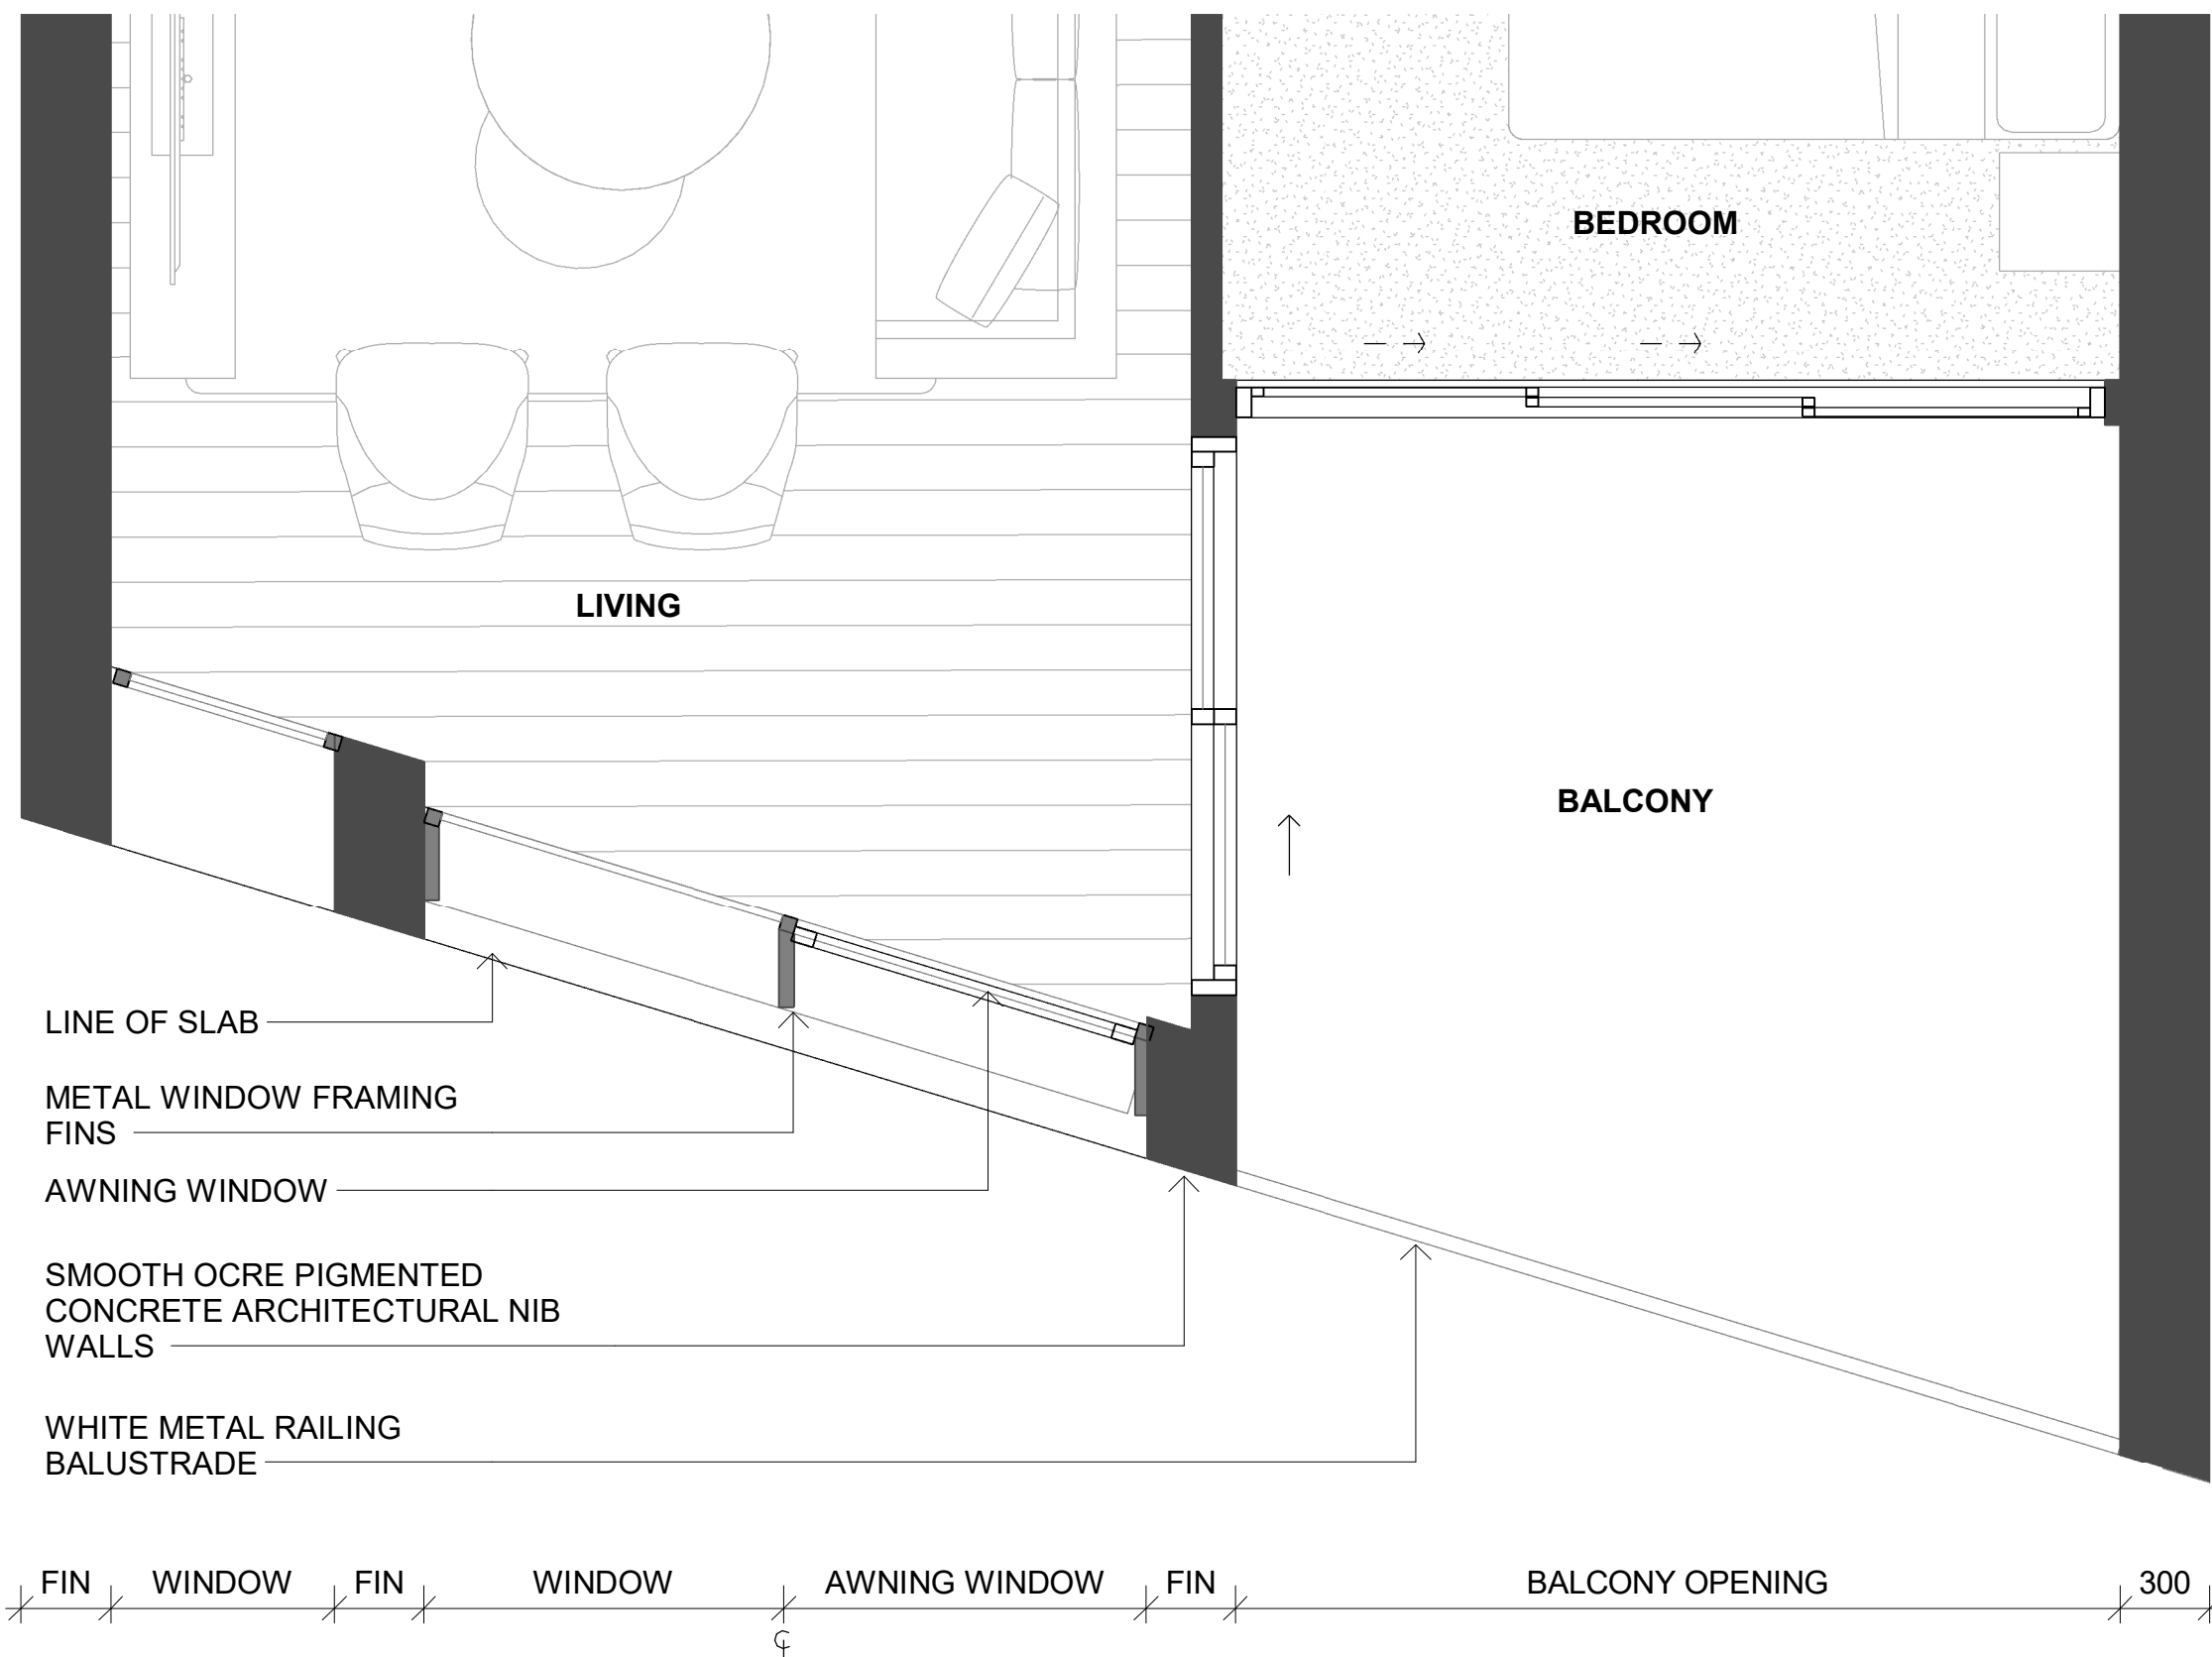 BEDROOM
LIVING
BALCONY
LINE OF SLAB
METAL WINDOW FRAMING
FINS
AWNING WINDOW
SMOOTH OCRE PIGMENTED
CONCRETE ARCHITECTURAL NIB
WALLS
WHITE METAL RAILING
BALUSTRADE
FIN WINDOW FIN WINDOW AWNING WINDOW FIN BALCONY OPENING 300